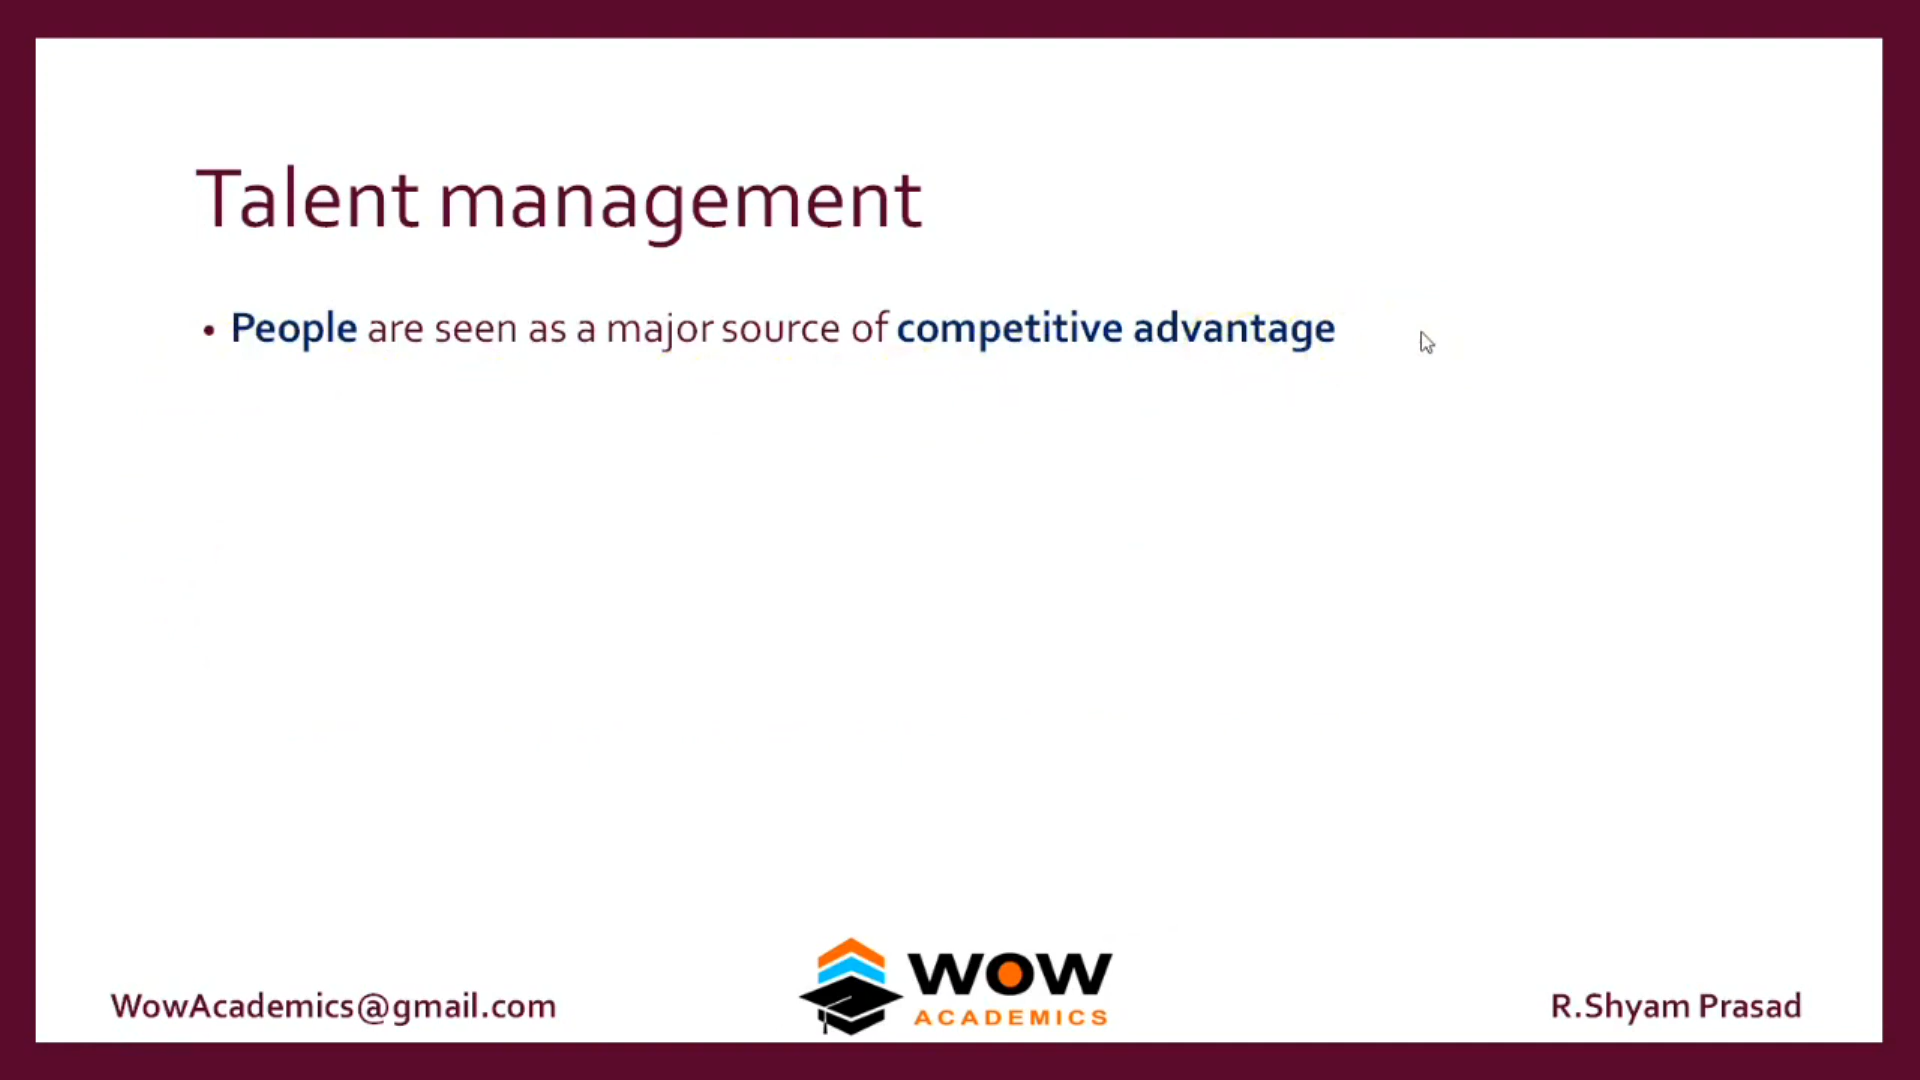 Talent management
• People are seen as a major source of competitive advantage
WowAcademics@gmail.com
WOW
ACADEMICS
R.Shyam Prasad